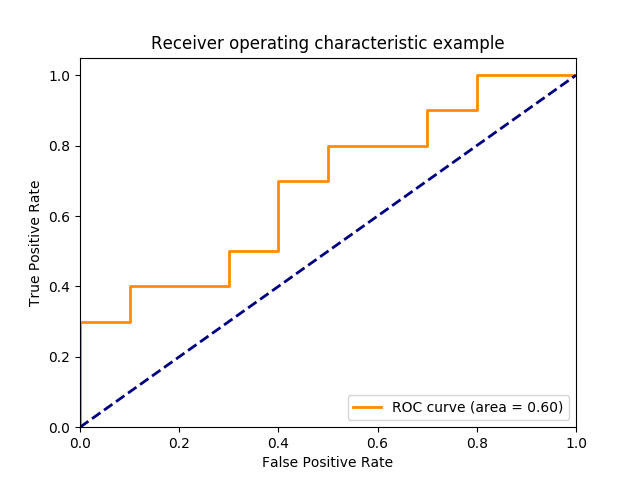 Receiver operating characteristic example
True Positive Rate
1.0
0.8
0.6
0.4
0.2
0.0
ROC curve (area = 0.60)
0.0 0.2 0.4 0.6 0.8 1.0
False Positive Rate